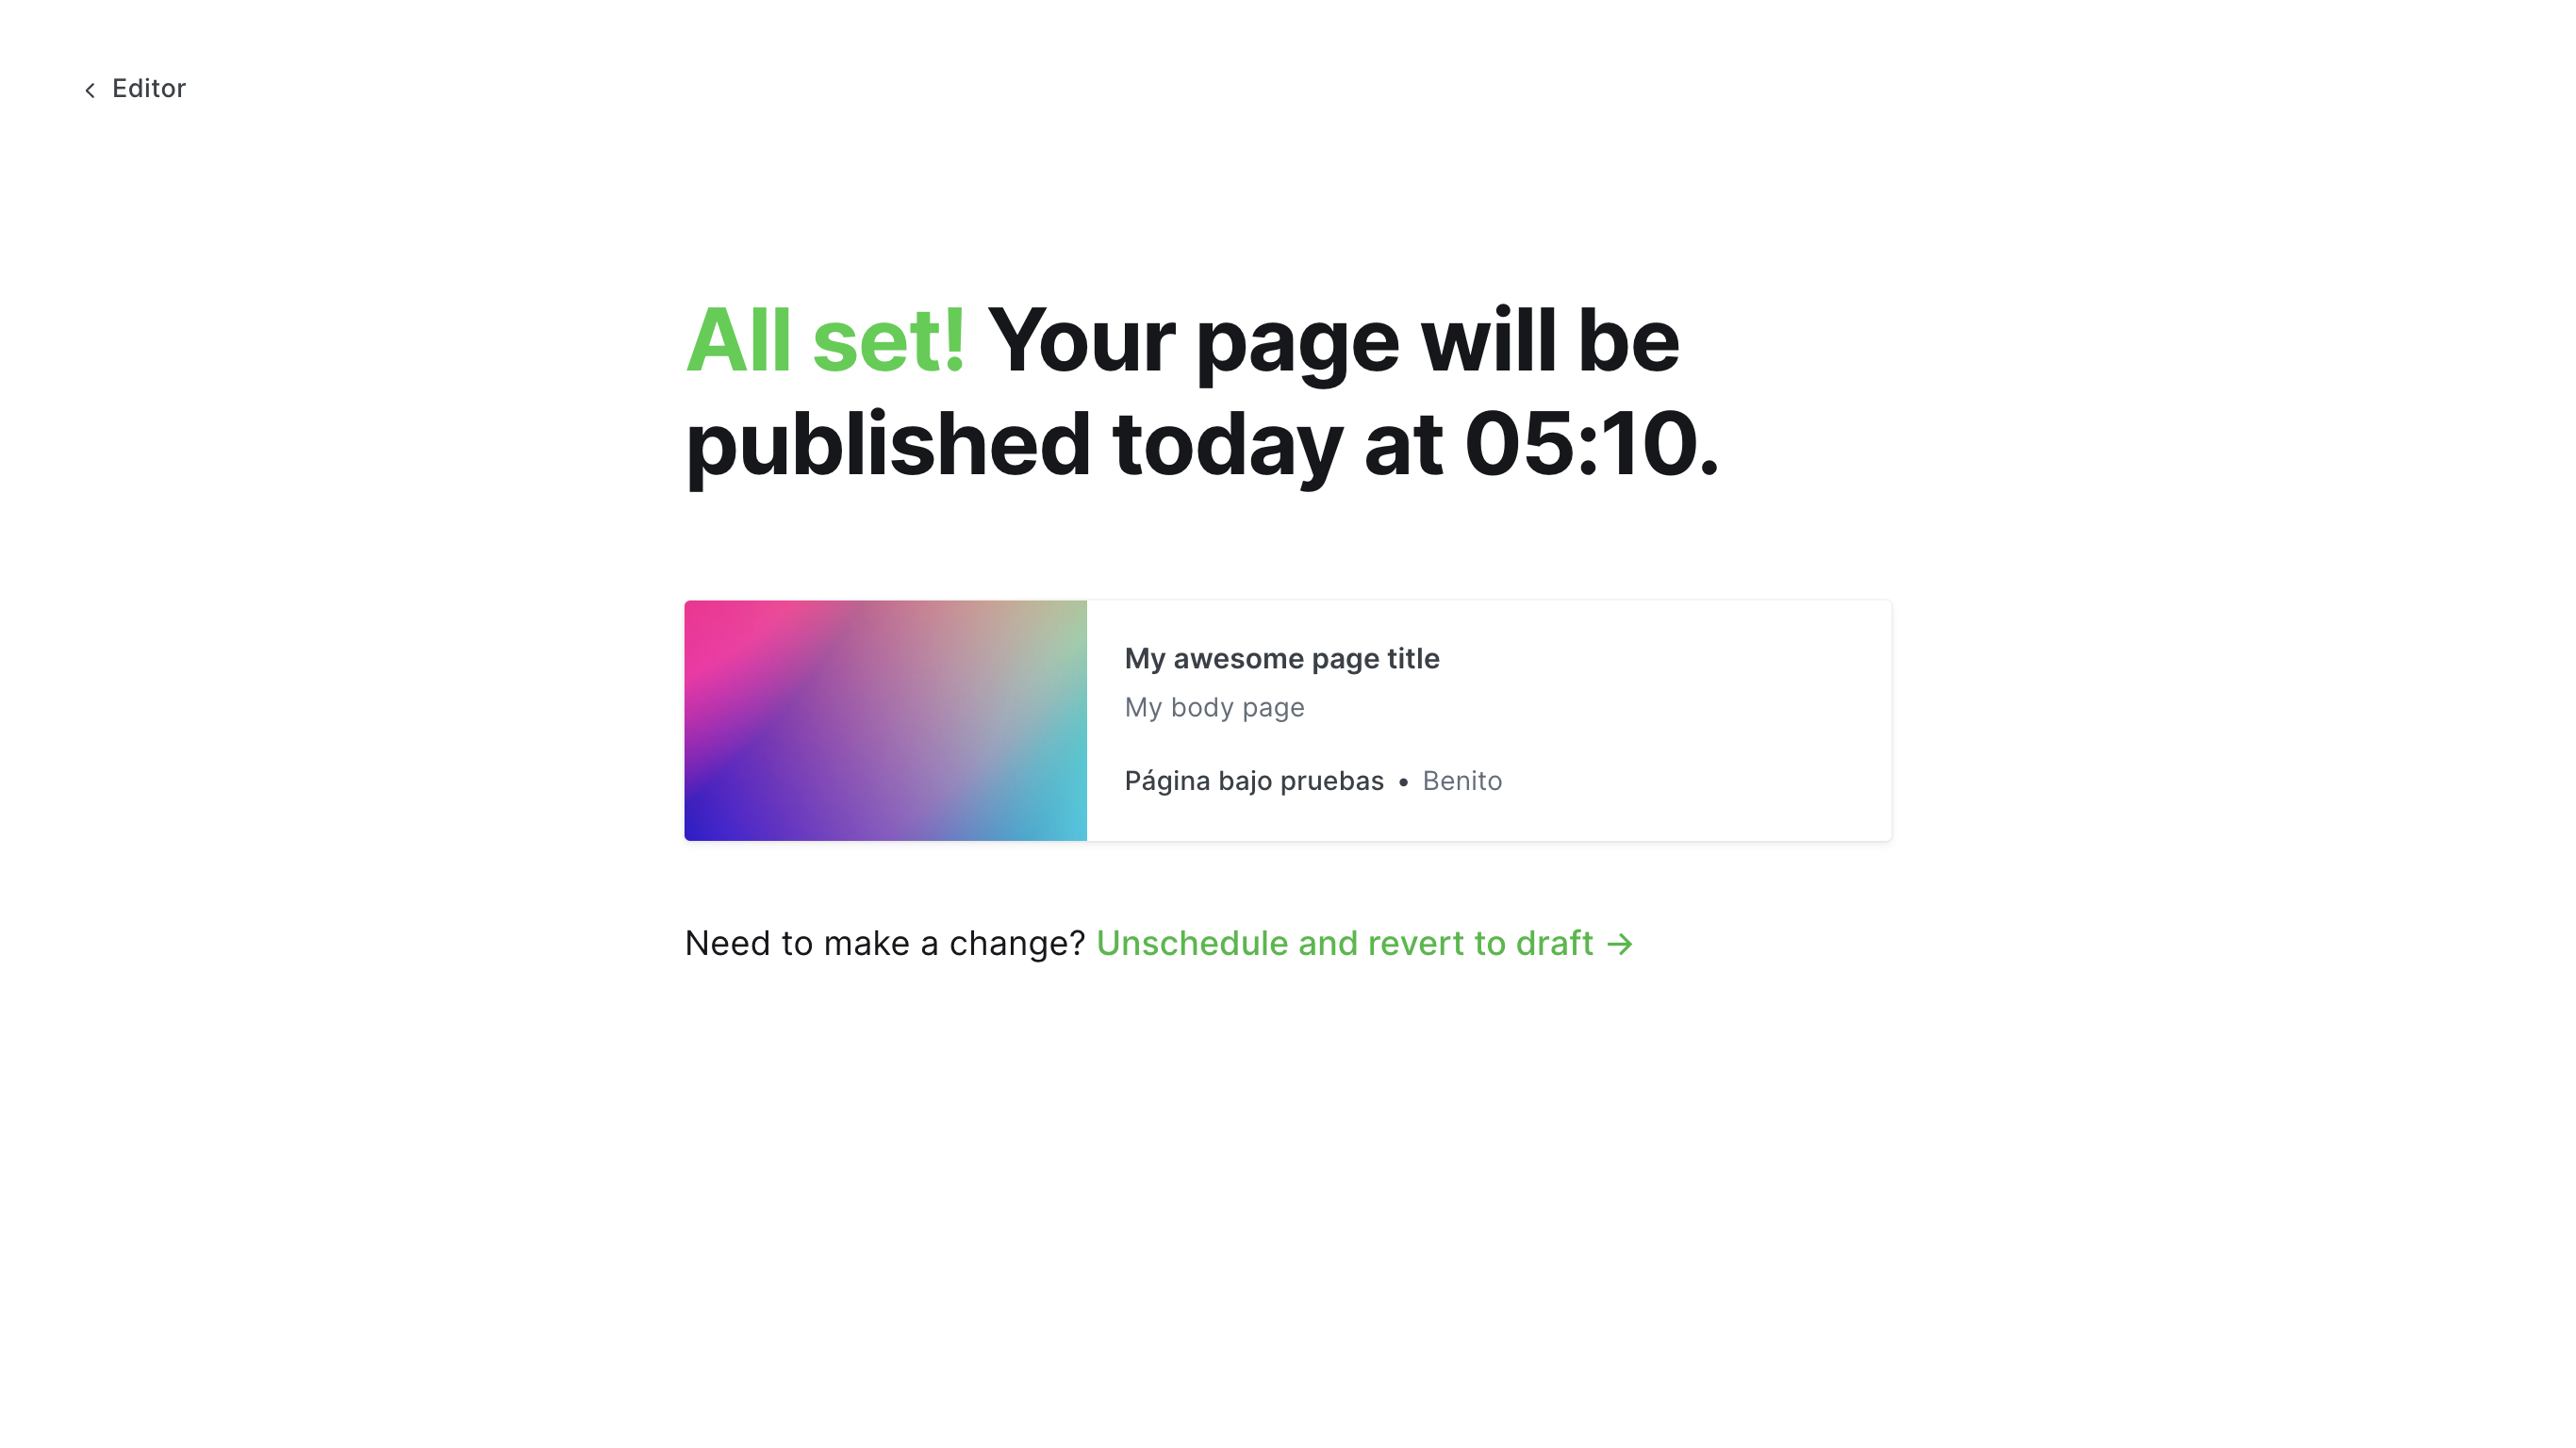 Editor
All set! Your page will be
published today at 05:10.
My awesome page title
My body page
Página bajo pruebas • Benito
Need to make a change? Unschedule and revert to draft →